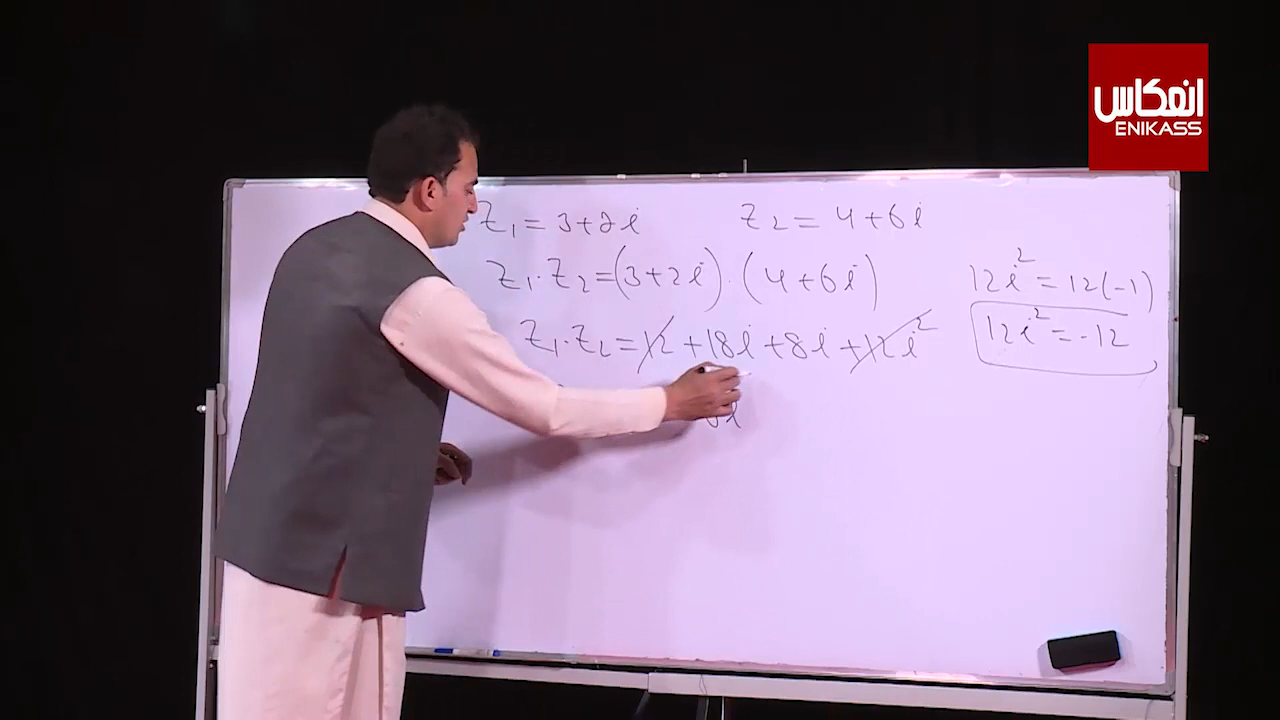 انعکاس
ENIKASS
Z₁ = 3+2i
Z₂ = 4+6i
Z₁·Z₂ = (3+2i)·(4+6i)
Z₁·Z₂ = 12 +18i +8i +12i²
12i² = 12(-1)
12i² = -12